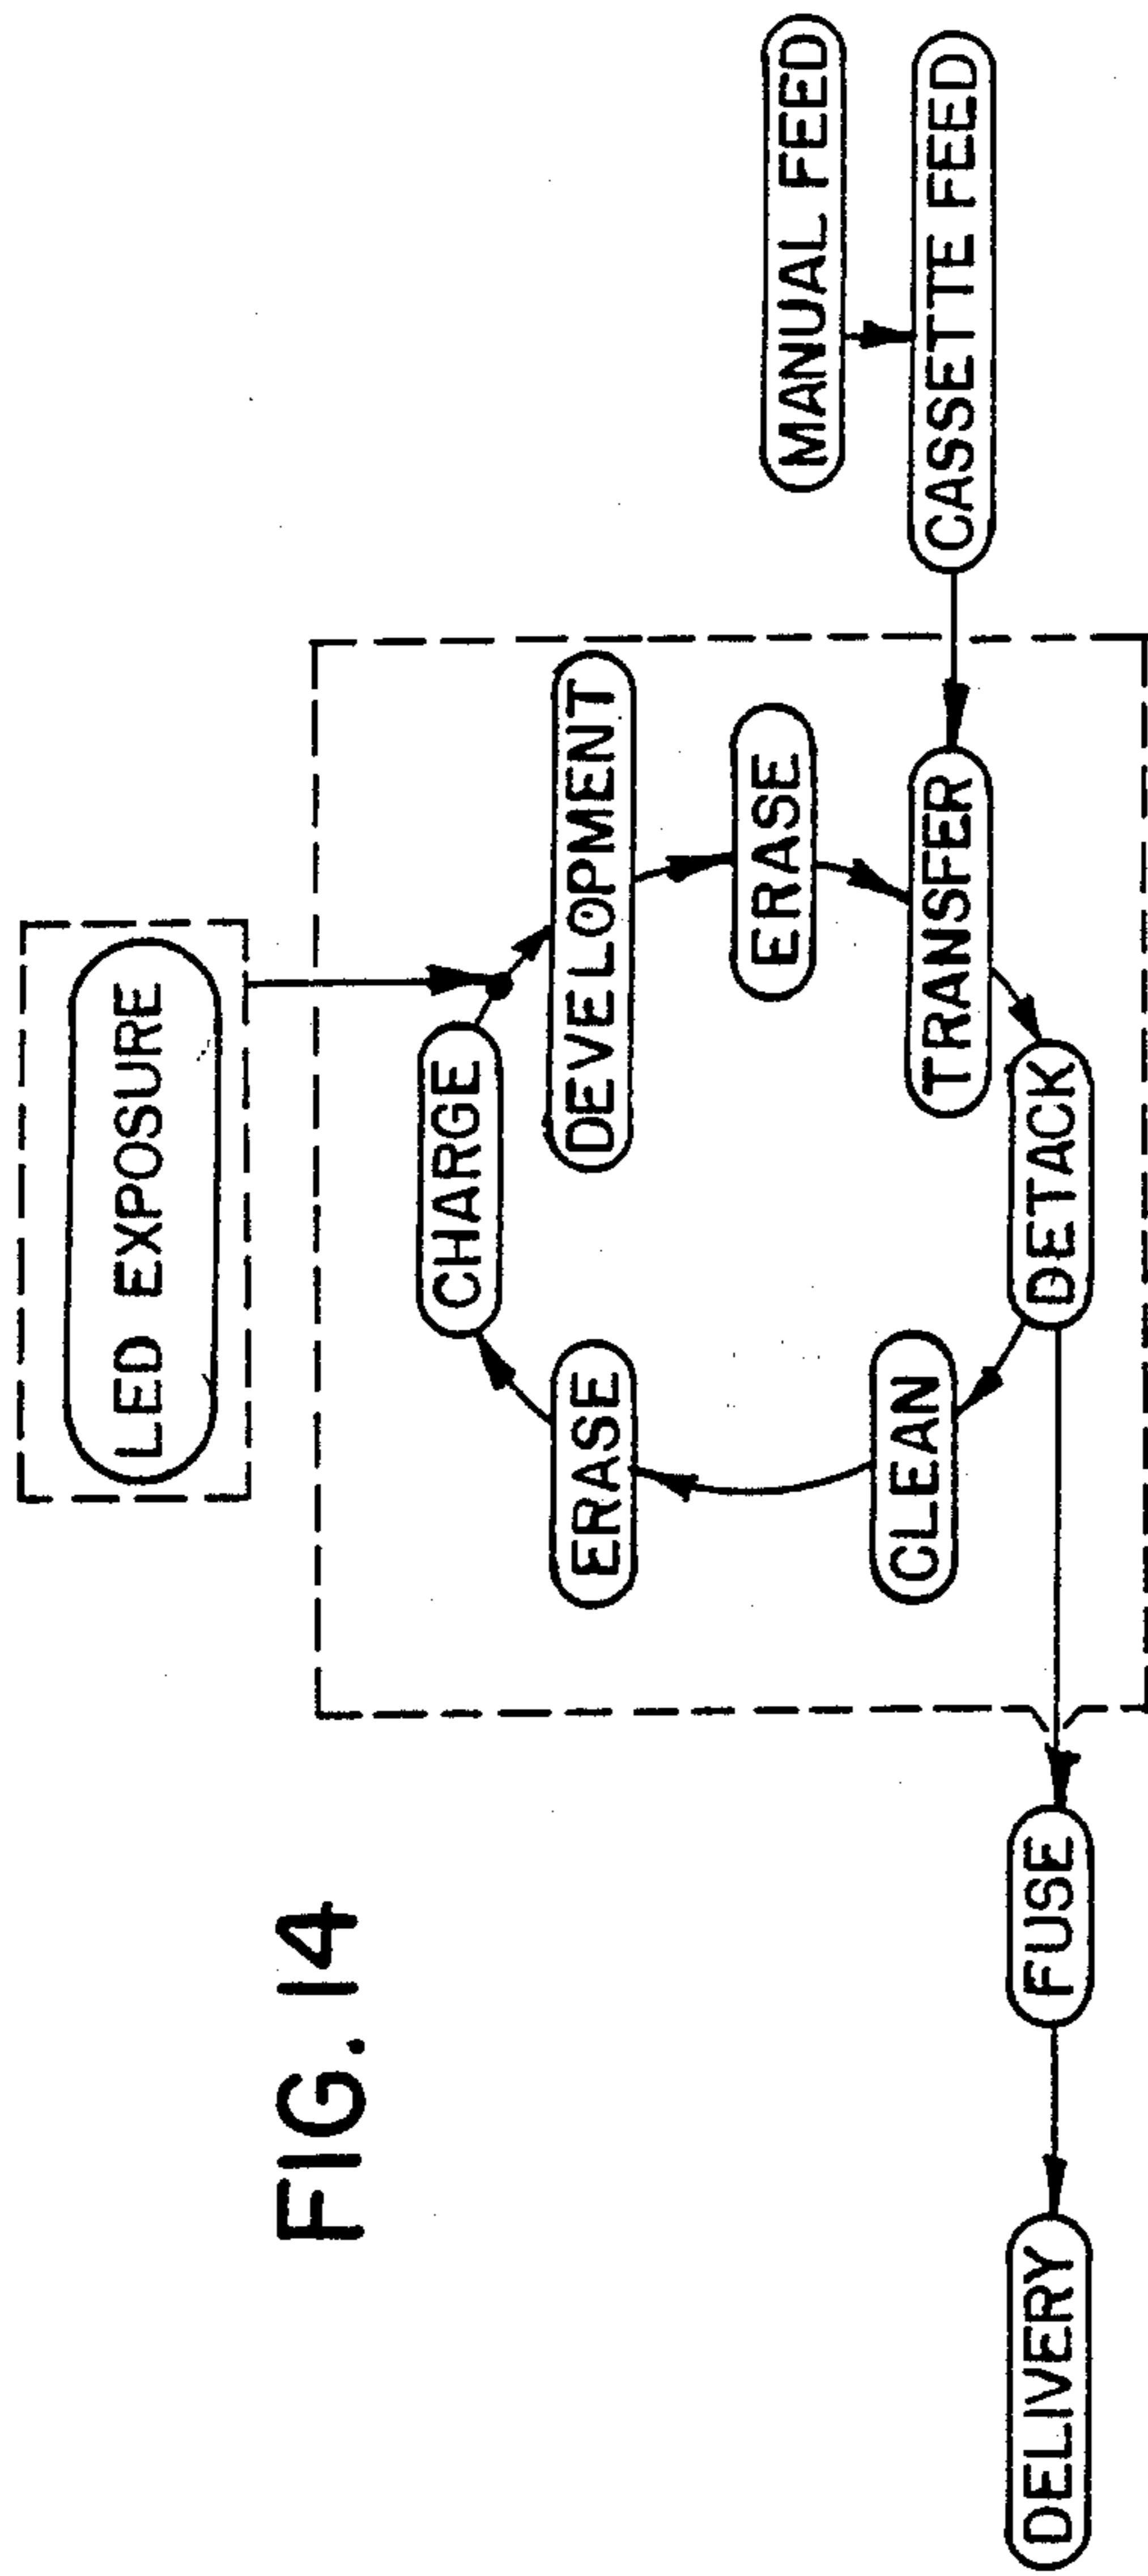 FIG. 14
LED EXPOSURE
CHARGE
DEVELOPMENT
ERASE
TRANSFER
DETACK
CLEAN
ERASE
MANUAL FEED
CASSETTE FEED
FUSE
DELIVERY